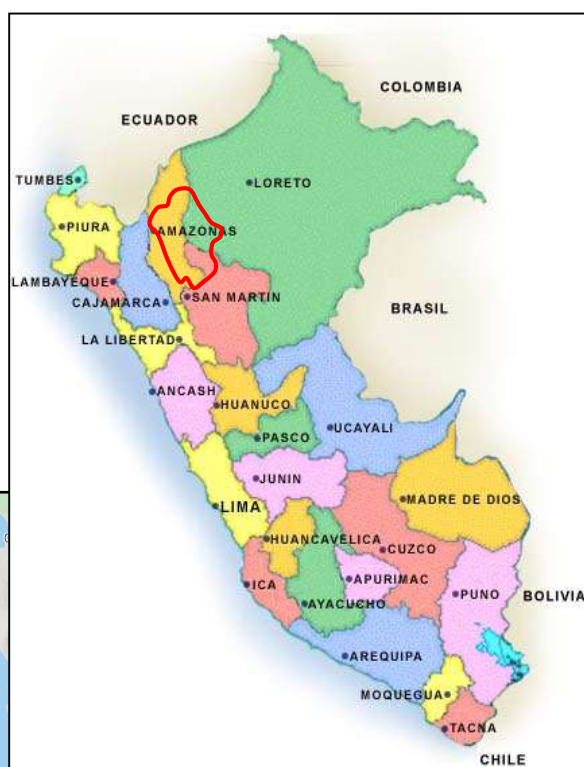 COLOMBIA
ECUADOR
TUMBES
LORETO
PIURA
AMAZONAS
LAMBAYEQUE
SAN MARTIN
CAJAMARCA
BRASIL
LA LIBERTAD
ANCASH
HUANUCO
UCAYALI
PASCO
JUNIN
MADRE DE DIOS
LIMA
HUANCAVELICA
CUZCO
ICA
APURIMAC
PUNO
BOLIVIA
AYACUCHO
AREQUIPA
MOQUEGUA
TACNA
CHILE